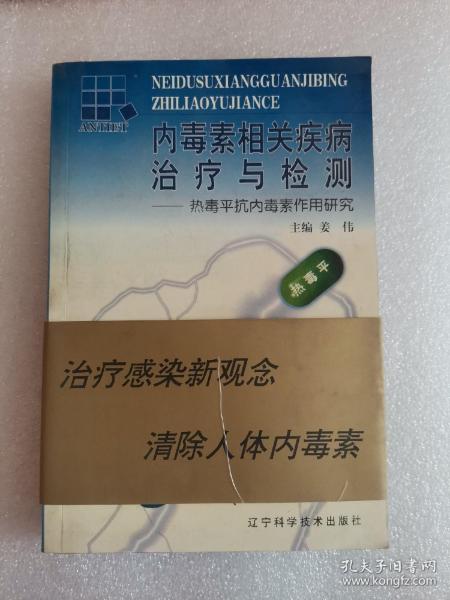 NEIDUSUXIANGGUANJIBING
ZHILIAOYUJIANCE
ANTIET
内毒素相关疾病
治疗与检测
——热毒平抗内毒素作用研究
主编 姜 伟
热毒平
治疗感染新观念
清除人体内毒素
辽宁科学技术出版社
孔夫子旧书网
www.kongfz.com